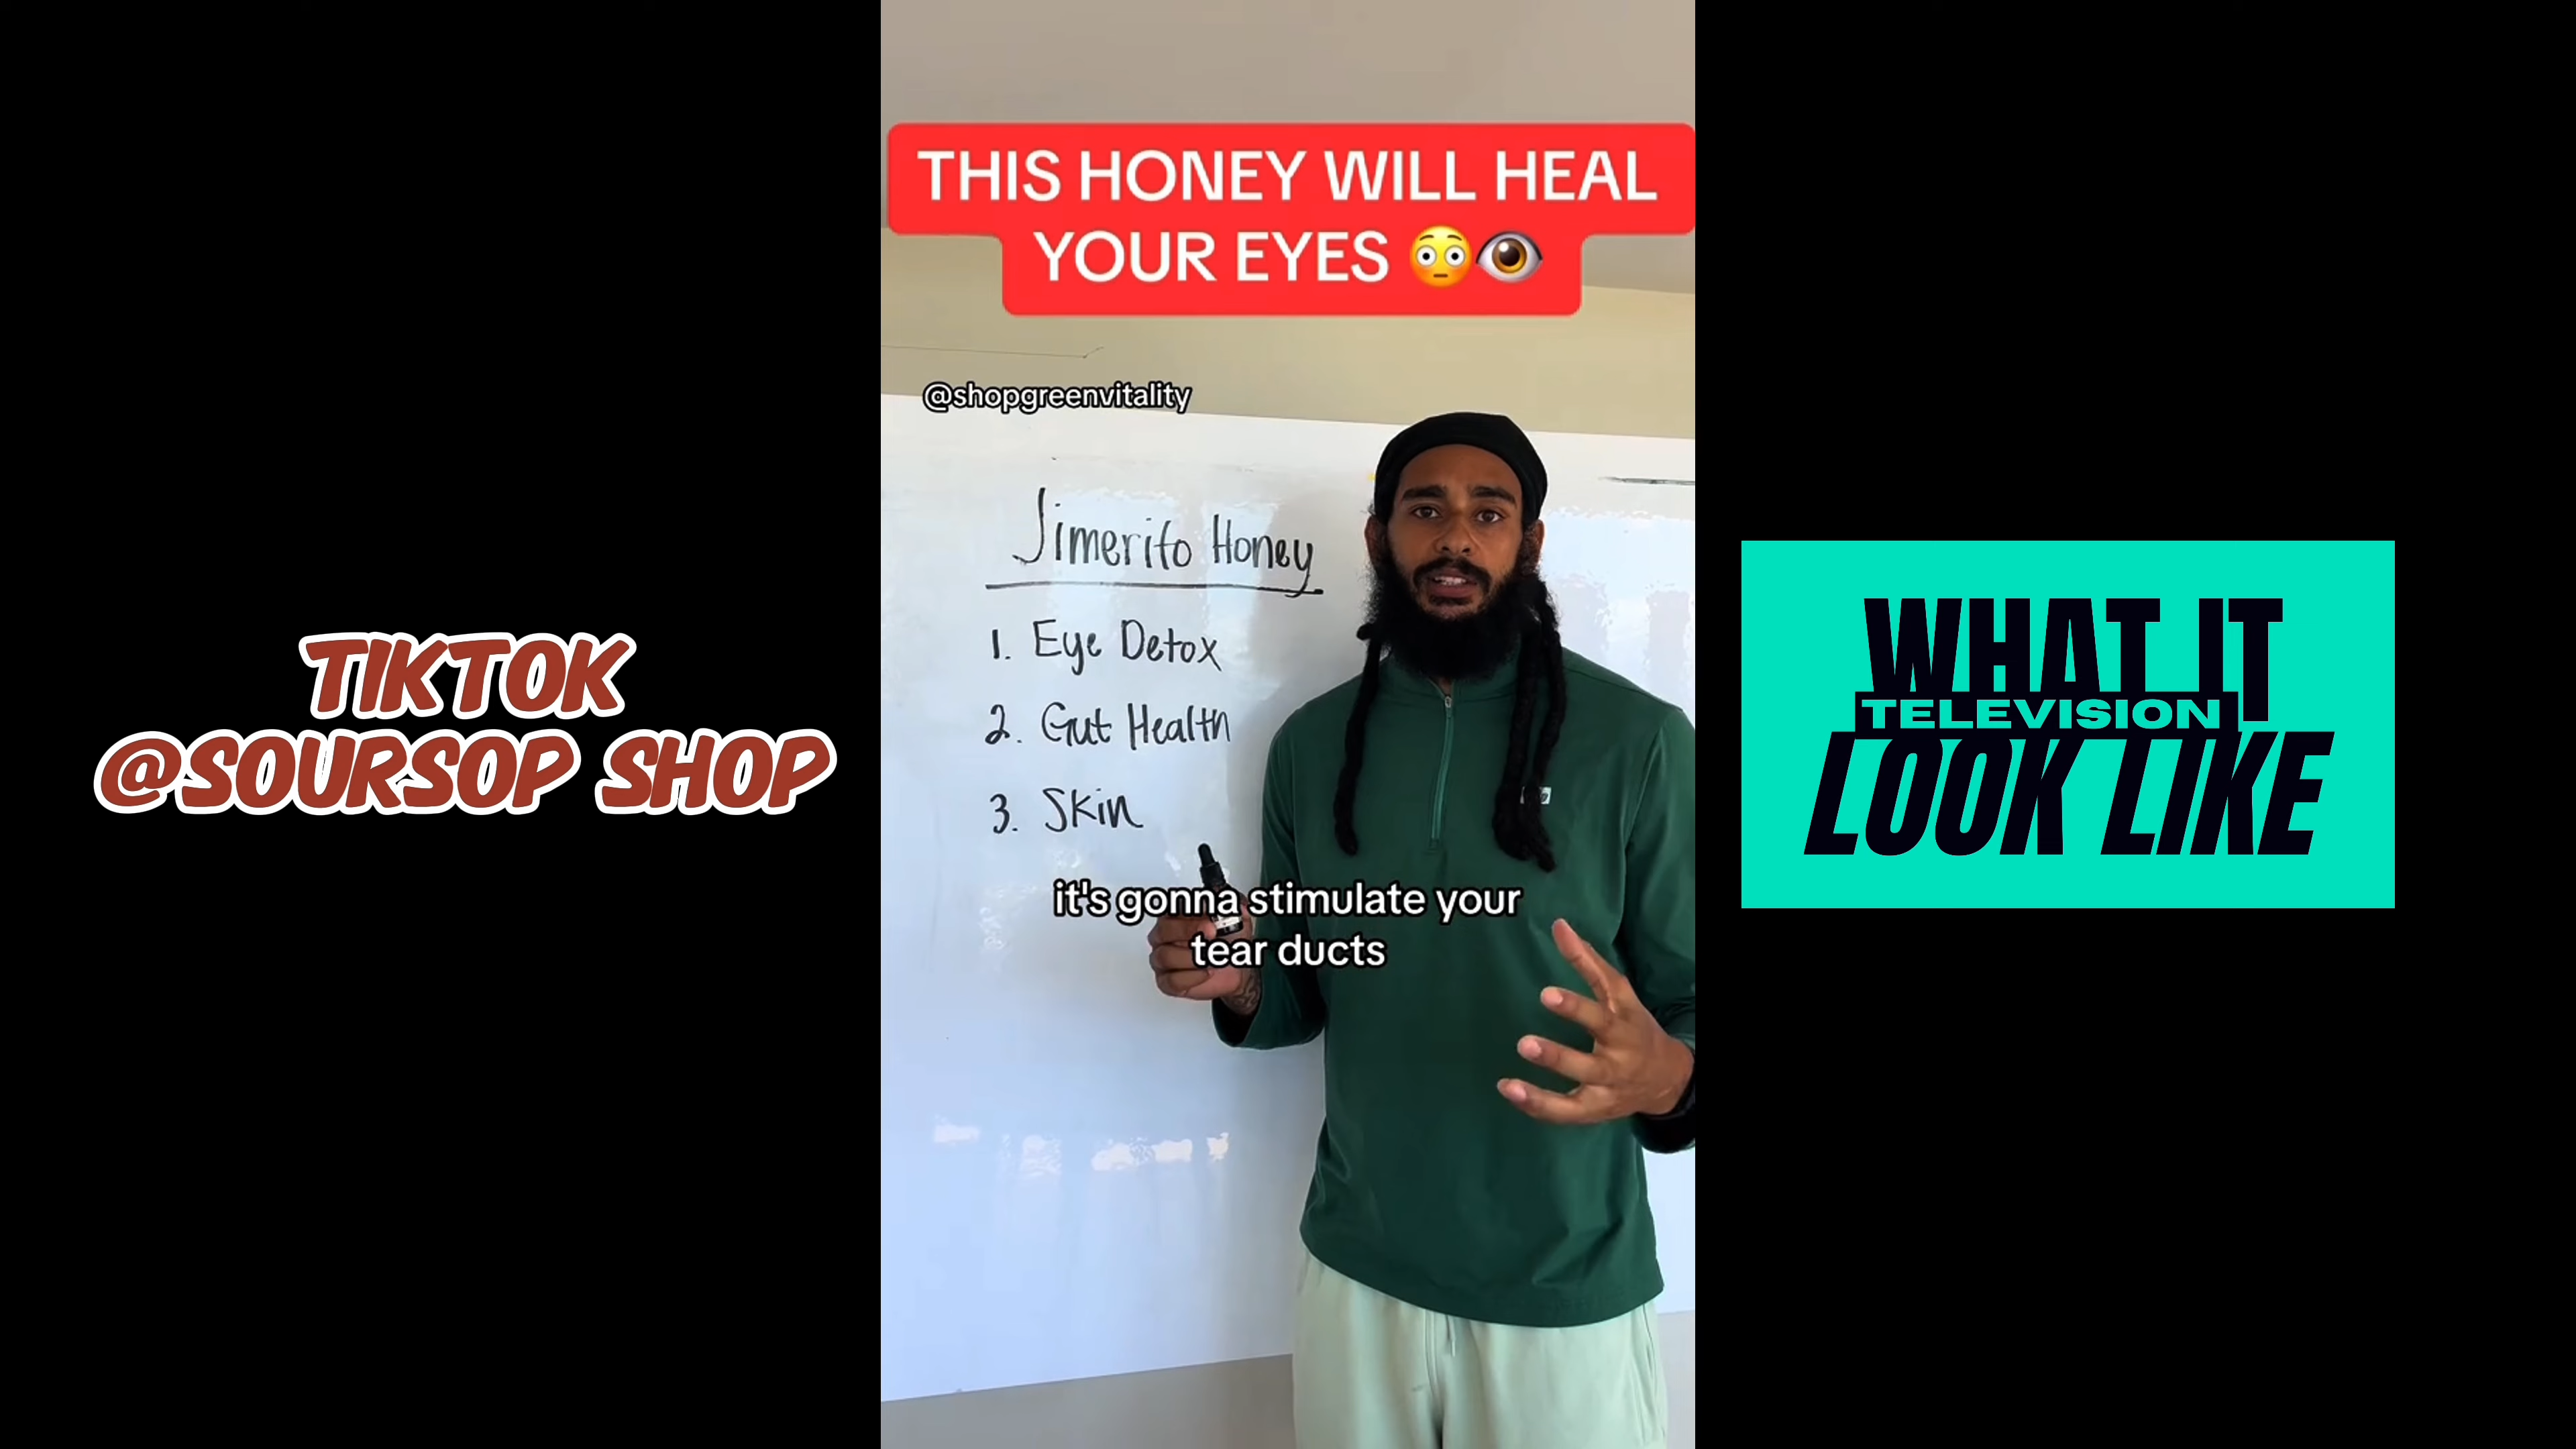 THIS HONEY WILL HEAL
YOUR EYES 😳👁
@shopgreenvitality
Jimerito Honey
1. Eye Detox
2. Gut Health
3. Skin
it's gonna stimulate your
tear ducts
TIKTOK
@SOURSOP SHOP
WHAT IT
TELEVISION
LOOK LIKE